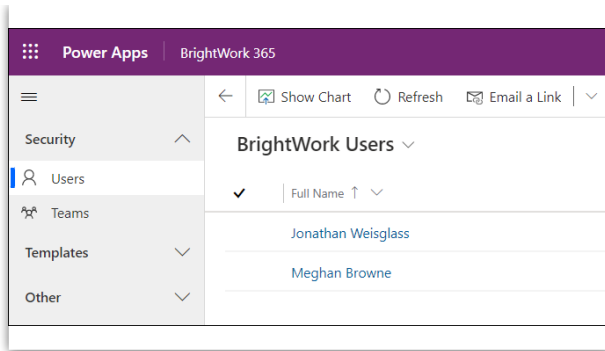 Power Apps BrightWork 365
Show Chart Refresh Email a Link
Security
BrightWork Users
Users
Full Name
Teams
Jonathan Weisglass
Templates
Meghan Browne
Other